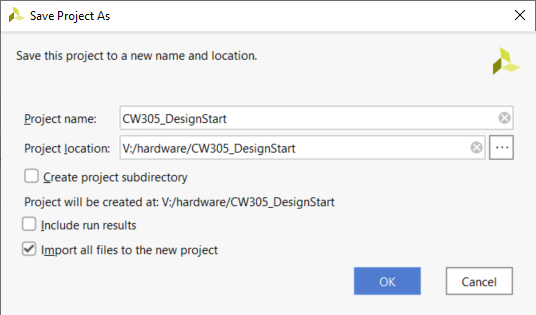 Save Project As
Save this project to a new name and location.
Project name: CW305_DesignStart
Project location: V:/hardware/CW305_DesignStart ...
Create project subdirectory
Project will be created at: V:/hardware/CW305_DesignStart
Include run results
Import all files to the new project
OK Cancel